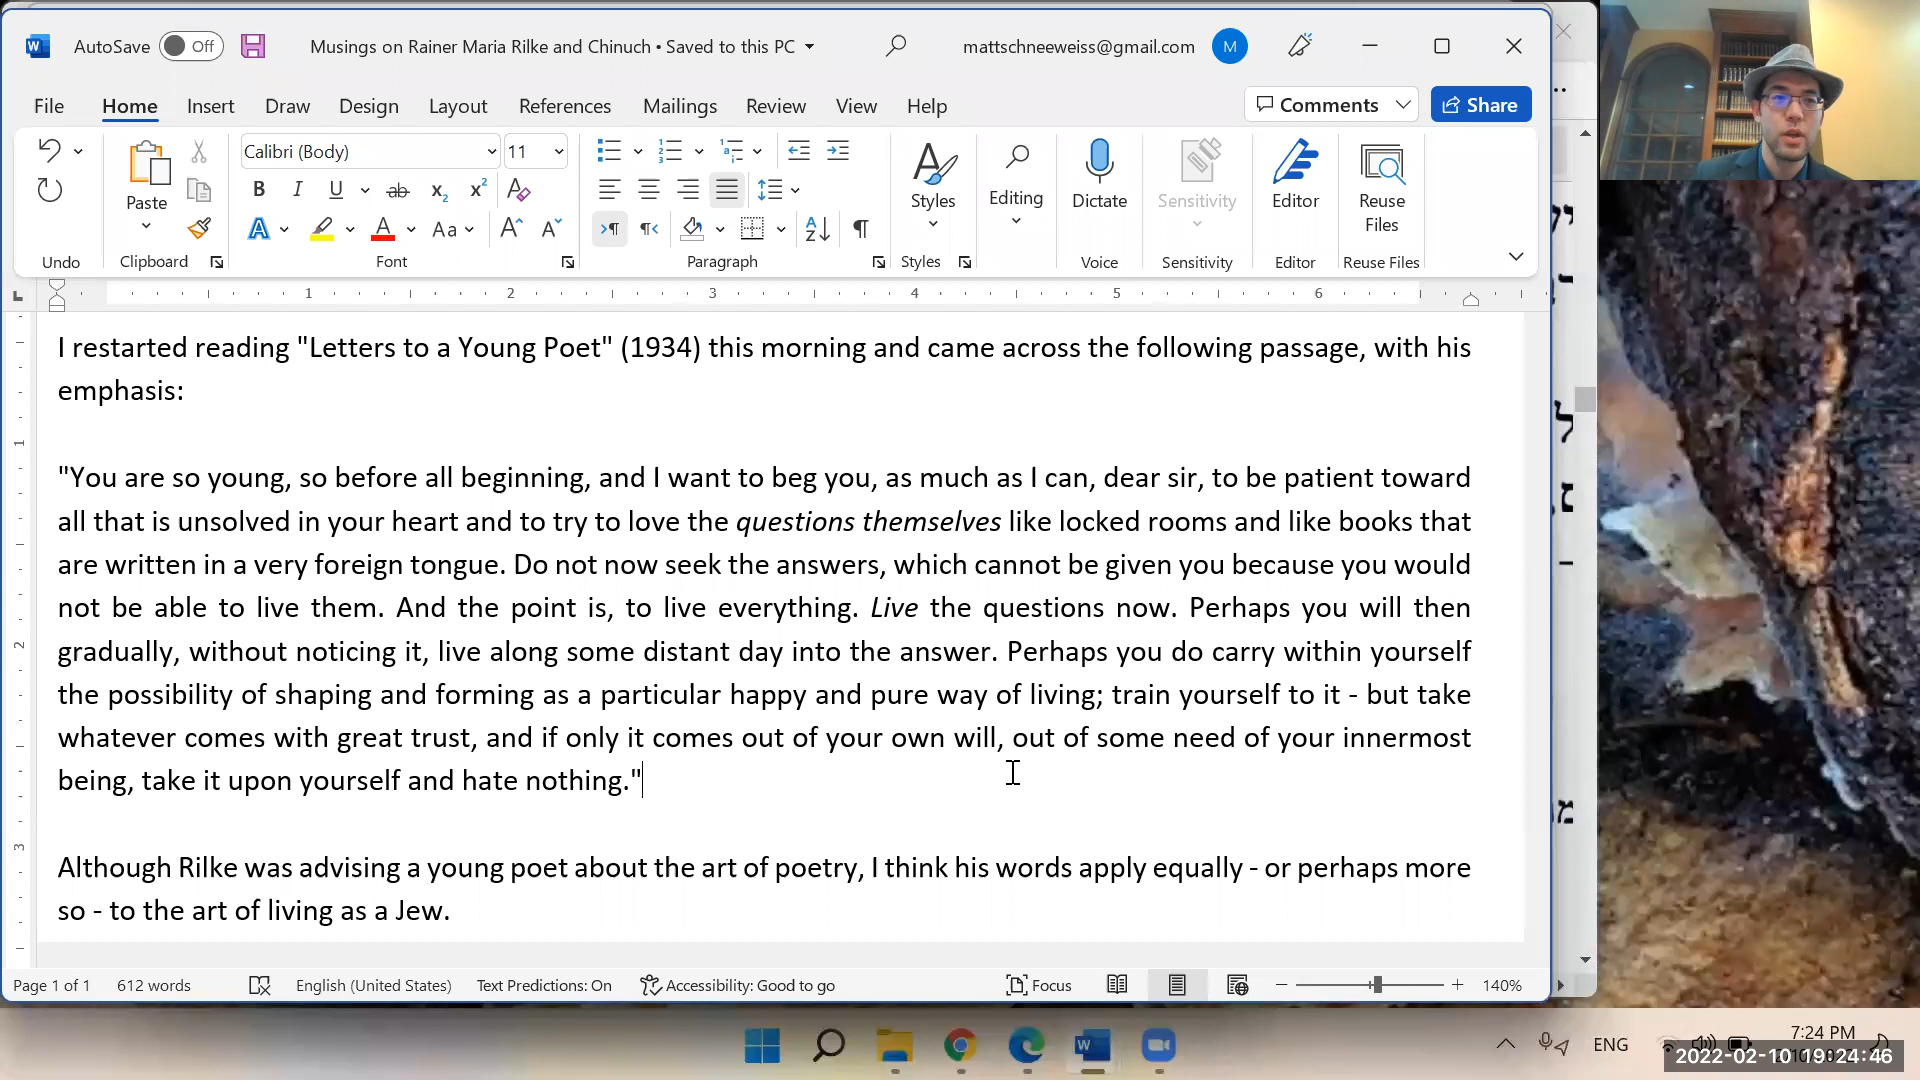 AutoSave Off Musings on Rainer Maria Rilke and Chinuch • Saved to this PC mattschneeweiss@gmail.com M
File Home Insert Draw Design Layout References Mailings Review View Help Comments Share
Calibri (Body) 11
Paste Styles Editing Dictate Sensitivity Editor Reuse Files
Undo Clipboard Font Paragraph Styles Voice Sensitivity Editor Reuse Files
1 2 3 4 5 6
I restarted reading "Letters to a Young Poet" (1934) this morning and came across the following passage, with his
emphasis:
"You are so young, so before all beginning, and I want to beg you, as much as I can, dear sir, to be patient toward
all that is unsolved in your heart and to try to love the questions themselves like locked rooms and like books that
are written in a very foreign tongue. Do not now seek the answers, which cannot be given you because you would
not be able to live them. And the point is, to live everything. Live the questions now. Perhaps you will then
gradually, without noticing it, live along some distant day into the answer. Perhaps you do carry within yourself
the possibility of shaping and forming as a particular happy and pure way of living; train yourself to it - but take
whatever comes with great trust, and if only it comes out of your own will, out of some need of your innermost
being, take it upon yourself and hate nothing."
Although Rilke was advising a young poet about the art of poetry, I think his words apply equally - or perhaps more
so - to the art of living as a Jew.
Page 1 of 1 612 words English (United States) Text Predictions: On Accessibility: Good to go Focus 140%
ENG 7:24 PM
2022-02-10 19:24:46